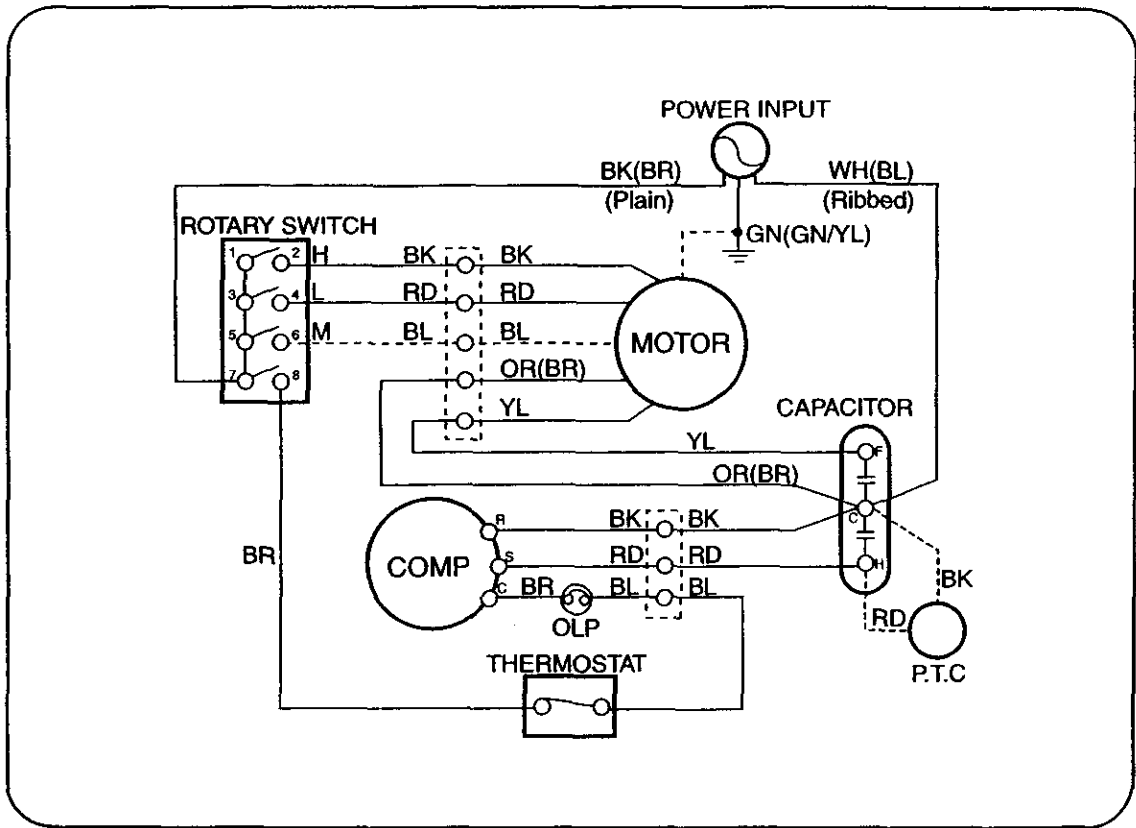 POWER INPUT
BK(BR)
(Plain)
WH(BL)
(Ribbed)
GN(GN/YL)
ROTARY SWITCH
1 2 H BK BK
3 4 L RD RD
5 6 M BL BL
7 8
MOTOR
OR(BR)
YL
CAPACITOR
YL
F
OR(BR)
C
R BK BK
COMP
S RD RD
H
C BR BL BL
OLP
BR
BK
RD
P.T.C
THERMOSTAT